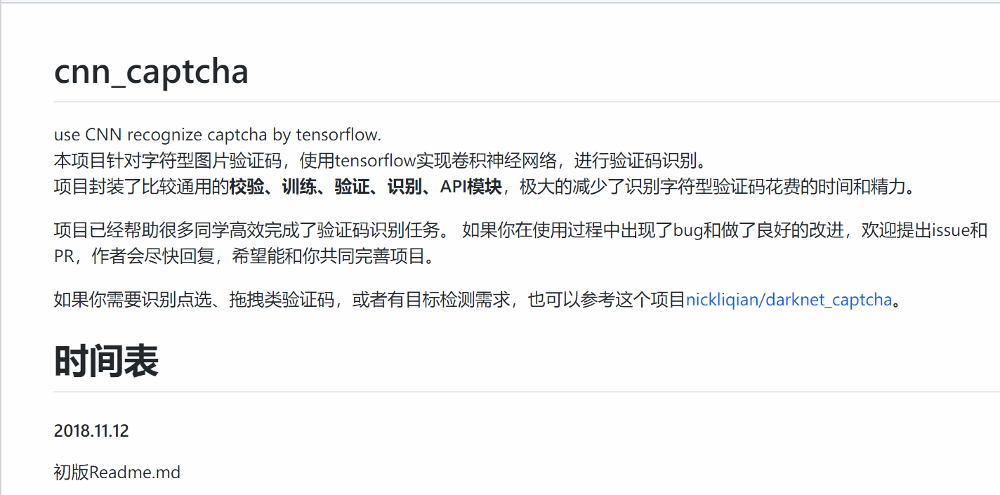 cnn_captcha
use CNN recognize captcha by tensorflow.
本项目针对字符型图片验证码，使用tensorflow实现卷积神经网络，进行验证码识别。
项目封装了比较通用的校验、训练、验证、识别、API模块，极大的减少了识别字符型验证码花费的时间和精力。
项目已经帮助很多同学高效完成了验证码识别任务。 如果你在使用过程中出现了bug和做了良好的改进，欢迎提出issue和
PR，作者会尽快回复，希望能和你共同完善项目。
如果你需要识别点选、拖拽类验证码，或者有目标检测需求，也可以参考这个项目nickliqian/darknet_captcha。
时间表
2018.11.12
初版Readme.md